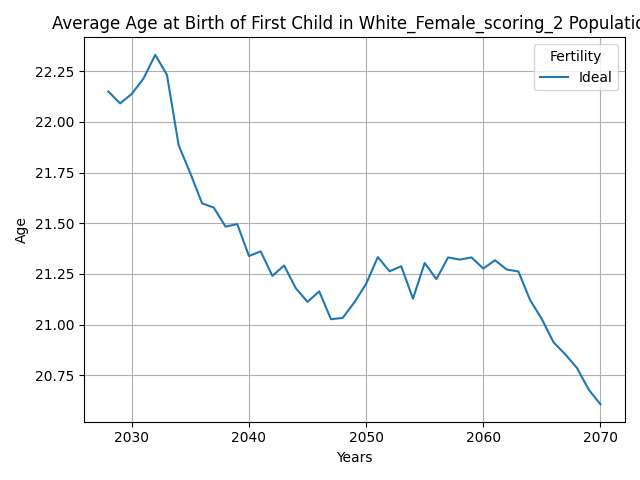 Average Age at Birth of First Child in White_Female_scoring_2 Populatio
Fertility
Ideal
22.25
22.00
21.75
21.50
21.25
21.00
20.75
Age
2030 2040 2050 2060 2070
Years